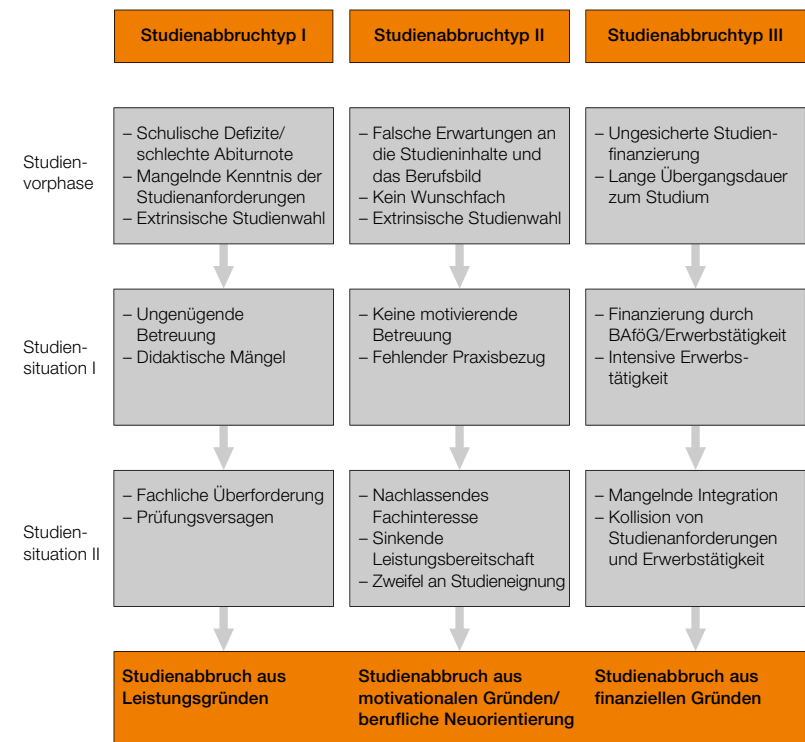 Studienabbruchtyp I
Studienabbruchtyp II
Studienabbruchtyp III
Studien-
vorphase
– Schulische Defizite/
schlechte Abiturnote
– Mangelnde Kenntnis der
Studienanforderungen
– Extrinsische Studienwahl
– Falsche Erwartungen an
die Studieninhalte und
das Berufsbild
– Kein Wunschfach
– Extrinsische Studienwahl
– Ungesicherte Studien-
finanzierung
– Lange Übergangsdauer
zum Studium
Studien-
situation I
– Ungenügende
Betreuung
– Didaktische Mängel
– Keine motivierende
Betreuung
– Fehlender Praxisbezug
– Finanzierung durch
BAföG/Erwerbstätigkeit
– Intensive Erwerbs-
tätigkeit
Studien-
situation II
– Fachliche Überforderung
– Prüfungsversagen
– Nachlassendes
Fachinteresse
– Sinkende
Leistungsbereitschaft
– Zweifel an Studieneignung
– Mangelnde Integration
– Kollision von
Studienanforderungen
und Erwerbstätigkeit
Studienabbruch aus
Leistungsgründen
Studienabbruch aus
motivationalen Gründen/
berufliche Neuorientierung
Studienabbruch aus
finanziellen Gründen